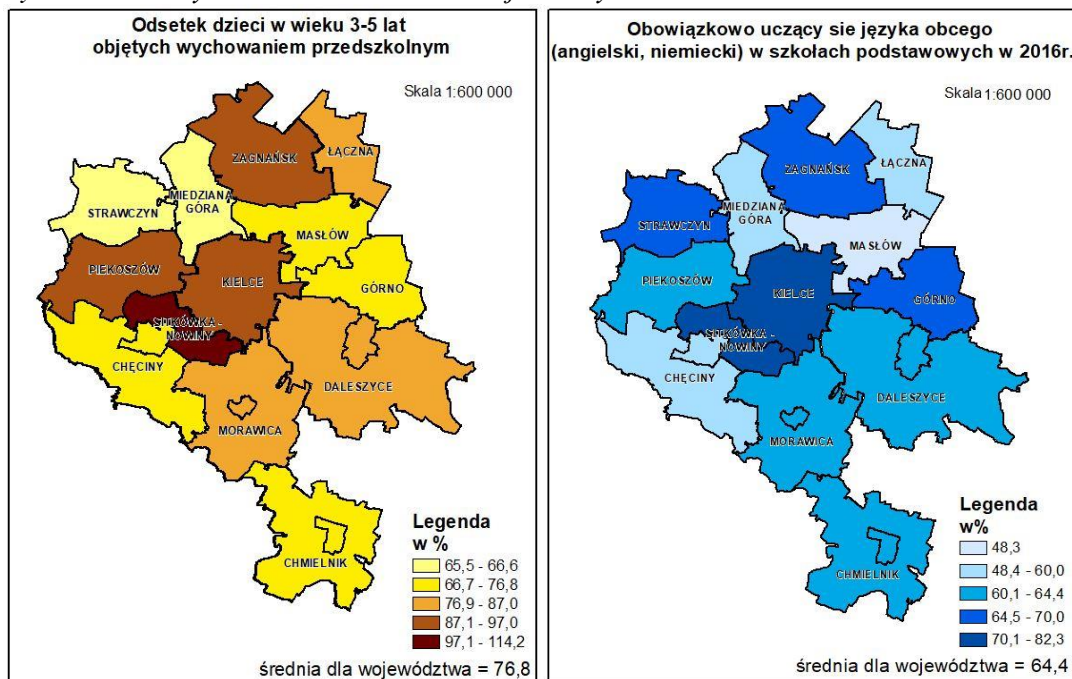 Odsetek dzieci w wieku 3-5 lat
objętych wychowaniem przedszkolnym
Skala 1:600 000
ZAGNAŃSK
ŁĄCZNA
MIEDZIANA
GÓRA
STRAWCZYN
MASŁÓW
PIEKOSZÓW
KIELCE
GÓRNO
SITKÓWKA -
NOWINY
CHĘCINY
DALESZYCE
MORAWICA
CHMIELNIK
Legenda
w %
65,5 - 66,6
66,7 - 76,8
76,9 - 87,0
87,1 - 97,0
97,1 - 114,2
średnia dla województwa = 76,8
Obowiązkowo uczący sie języka obcego
(angielski, niemiecki) w szkołach podstawowych w 2016r.
Skala 1:600 000
ZAGNAŃSK
ŁĄCZNA
MIEDZIANA
GÓRA
STRAWCZYN
MASŁÓW
PIEKOSZÓW
KIELCE
GÓRNO
SITKÓWKA -
NOWINY
CHĘCINY
DALESZYCE
MORAWICA
CHMIELNIK
Legenda
w%
48,3
48,4 - 60,0
60,1 - 64,4
64,5 - 70,0
70,1 - 82,3
średnia dla województwa = 64,4